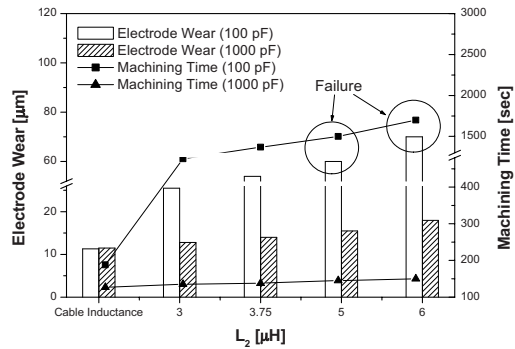 120
100
80
60
20
10
0
Electrode Wear [µm]
Electrode Wear (100 pF)
Electrode Wear (1000 pF)
Machining Time (100 pF)
Machining Time (1000 pF)
Failure
3000
2500
2000
1500
400
300
200
100
Machining Time [sec]
Cable Inductance
3
3.75
5
6
L2 [µH]